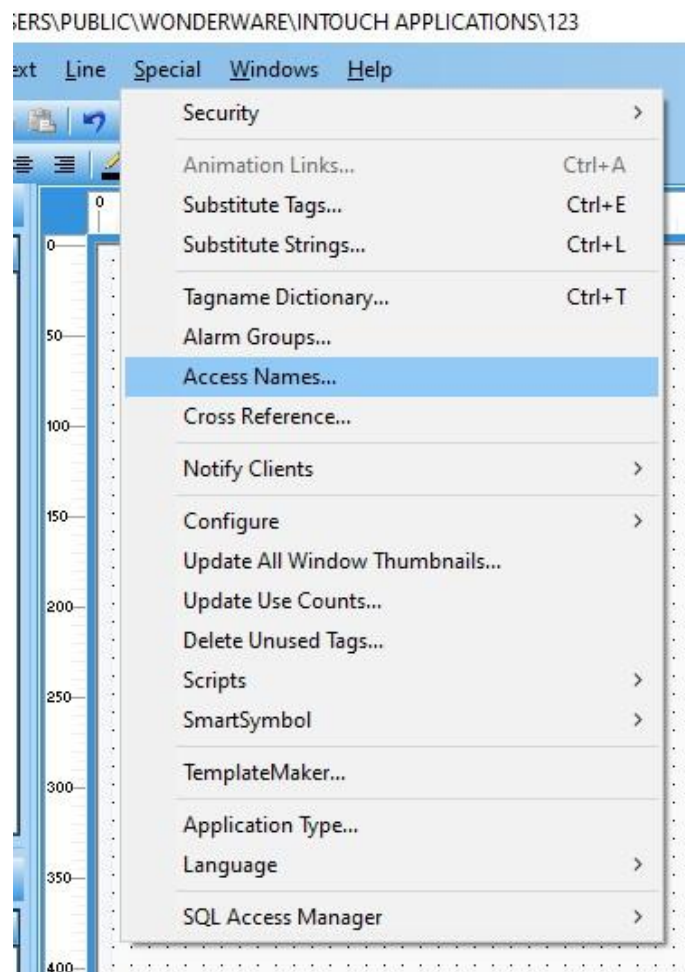 SERS\PUBLIC\WONDERWARE\INTOUCH APPLICATIONS\123
ext Line Special Windows Help
Security >
Animation Links... Ctrl+A
Substitute Tags... Ctrl+E
Substitute Strings... Ctrl+L
Tagname Dictionary... Ctrl+T
Alarm Groups...
Access Names...
Cross Reference...
Notify Clients >
Configure >
Update All Window Thumbnails...
Update Use Counts...
Delete Unused Tags...
Scripts >
SmartSymbol >
TemplateMaker...
Application Type...
Language >
SQL Access Manager >
0
0
50
100
150
200
250
300
350
400